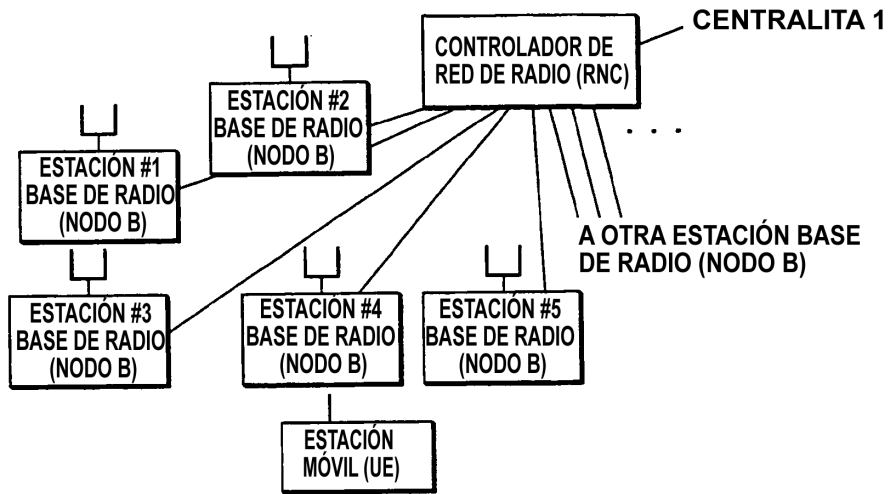 CENTRALITA 1
CONTROLADOR DE
RED DE RADIO (RNC)
ESTACIÓN #2
BASE DE RADIO
(NODO B)
ESTACIÓN #1
BASE DE RADIO
(NODO B)
. . .
A OTRA ESTACIÓN BASE
DE RADIO (NODO B)
ESTACIÓN #3
BASE DE RADIO
(NODO B)
ESTACIÓN #4
BASE DE RADIO
(NODO B)
ESTACIÓN #5
BASE DE RADIO
(NODO B)
ESTACIÓN
MÓVIL (UE)